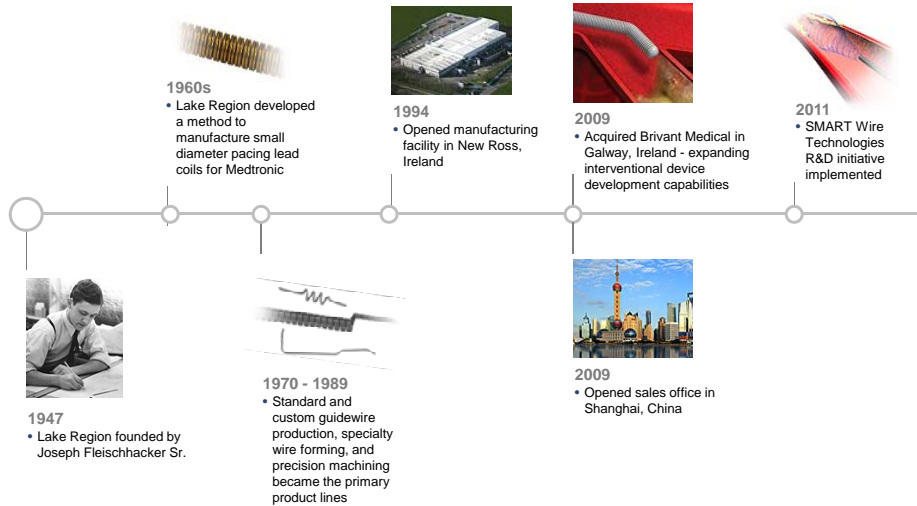 1960s
• Lake Region developed
a method to
manufacture small
diameter pacing lead
coils for Medtronic
1994
• Opened manufacturing
facility in New Ross,
Ireland
2009
• Acquired Brivant Medical in
Galway, Ireland - expanding
interventional device
development capabilities
2011
• SMART Wire
Technologies
R&D initiative
implemented
1947
• Lake Region founded by
Joseph Fleischhacker Sr.
1970 - 1989
• Standard and
custom guidewire
production, specialty
wire forming, and
precision machining
became the primary
product lines
2009
• Opened sales office in
Shanghai, China